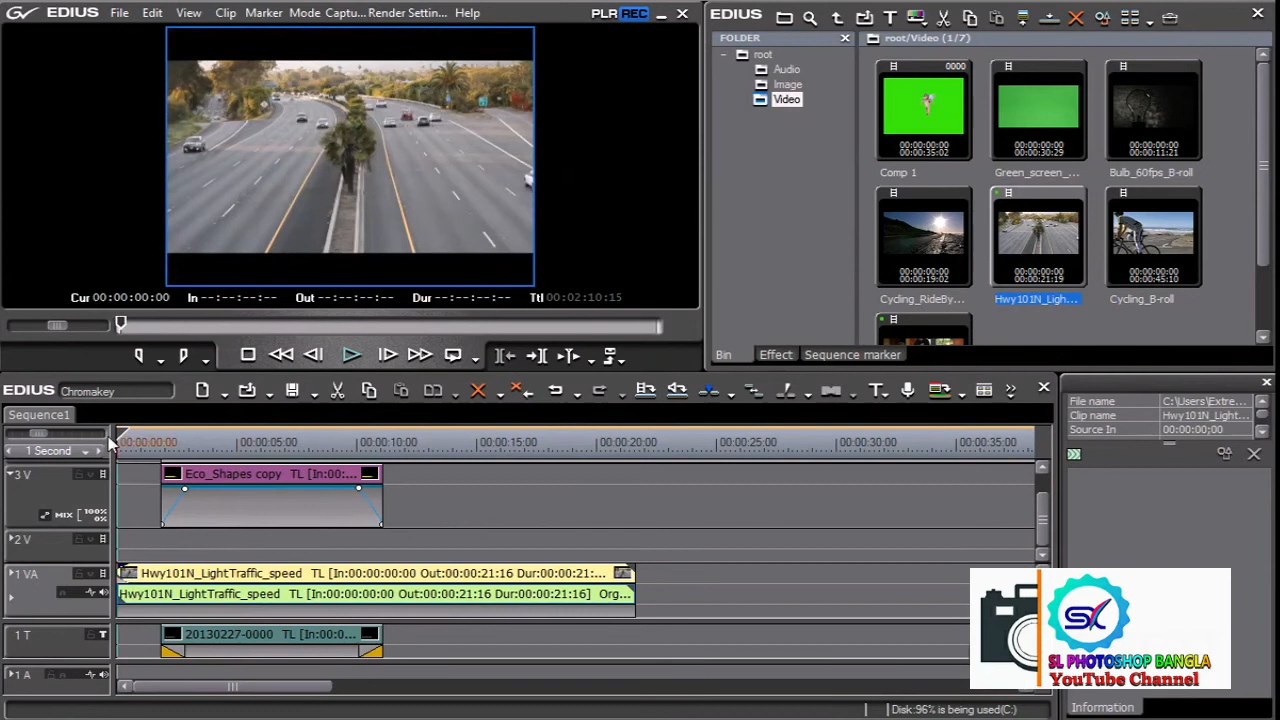 EDIUS File Edit View Clip Marker Mode Captu... Render Settin... Help PLR REC
Cur 00:00:00:00 In --:--:--:-- Out --:--:--:-- Dur --:--:--:-- Ttl 00:02:10:15
EDIUS
FOLDER
root
Audio
Image
Video
root/Video (1/7)
0000
00:00:00:00
00:00:35:02
Comp 1
00:00:00:00
00:00:30:29
Green_screen_...
00:00:00:00
00:00:11:21
Bulb_60fps_B-roll
00:00:00:00
00:00:19:02
Cycling_RideBy...
00:00:00:00
00:00:21:19
Hwy101N_Ligh...
00:00:00:00
00:00:45:10
Cycling_B-roll
Bin Effect Sequence marker
EDIUS Chromakey
Sequence1
1 Second
00:00:00:00 00:00:05:00 00:00:10:00 00:00:15:00 00:00:20:00 00:00:25:00 00:00:30:00 00:00:35:00
3 V Eco_Shapes copy TL [In:00:...
MIX 100% 0%
2 V
1 VA Hwy101N_LightTraffic_speed TL [In:00:00:00:00 Out:00:00:21:16 Dur:00:00:21:...
Hwy101N_LightTraffic_speed TL [In:00:00:00:00 Out:00:00:21:16 Dur:00:00:21:16] Org...
1 T 20130227-0000 TL [In:00:0...
1 A
File name C:\Users\Extre...
Clip name Hwy101N_Light...
Source In 00:00:00;00
SX
SL PHOTOSHOP BANGLA
YouTube Channel
Disk:96% is being used(C:)
Information